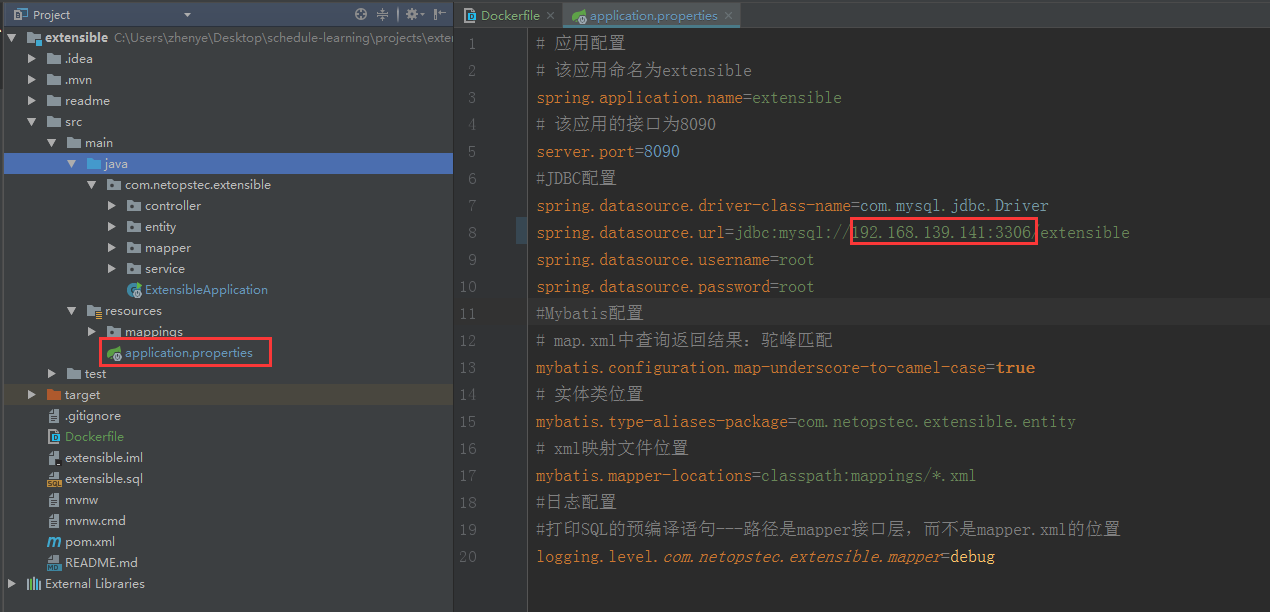 Project
extensible C:\Users\zhenye\Desktop\schedule-learning\projects\exte
.idea
.mvn
readme
src
main
java
com.netopstec.extensible
controller
entity
mapper
service
ExtensibleApplication
resources
mappings
application.properties
test
target
.gitignore
Dockerfile
extensible.iml
extensible.sql
mvnw
mvnw.cmd
pom.xml
README.md
External Libraries
Dockerfile application.properties
1 # 应用配置
2 # 该应用命名为extensible
3 spring.application.name=extensible
4 # 该应用的接口为8090
5 server.port=8090
6 #JDBC配置
7 spring.datasource.driver-class-name=com.mysql.jdbc.Driver
8 spring.datasource.url=jdbc:mysql://192.168.139.141:3306/extensible
9 spring.datasource.username=root
10 spring.datasource.password=root
11 #Mybatis配置
12 # map.xml中查询返回结果：驼峰匹配
13 mybatis.configuration.map-underscore-to-camel-case=true
14 # 实体类位置
15 mybatis.type-aliases-package=com.netopstec.extensible.entity
16 # xml映射文件位置
17 mybatis.mapper-locations=classpath:mappings/*.xml
18 #日志配置
19 #打印SQL的预编译语句---路径是mapper接口层，而不是mapper.xml的位置
20 logging.level.com.netopstec.extensible.mapper=debug